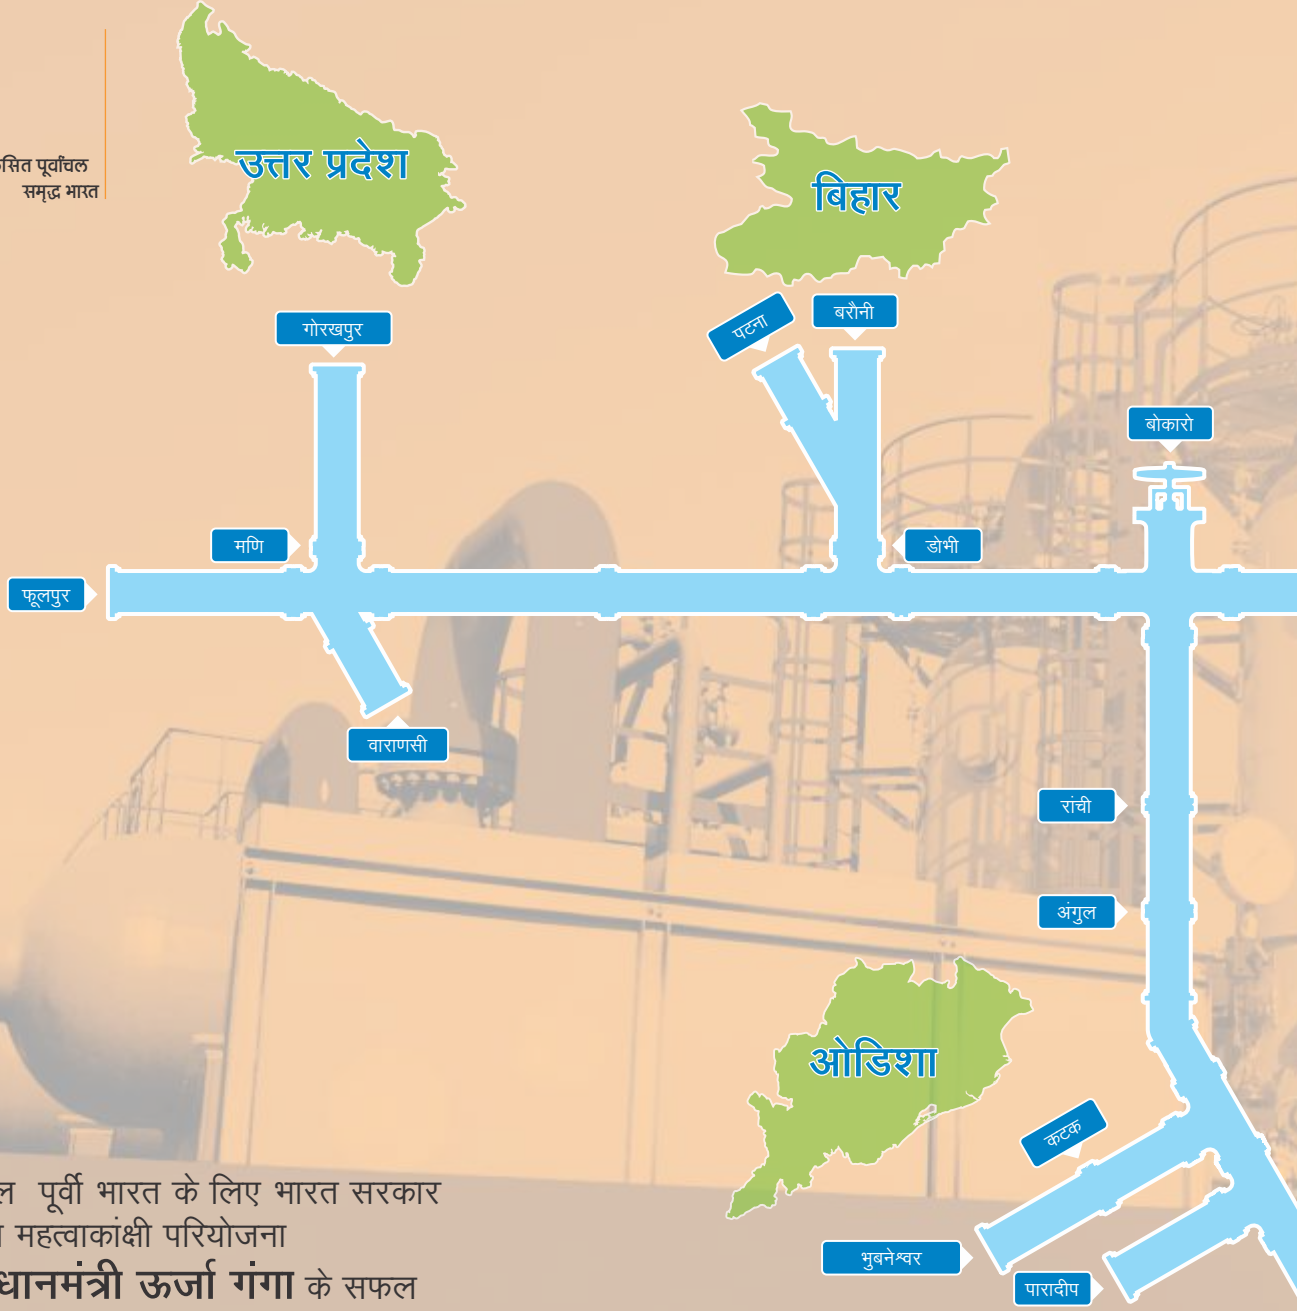 पूर्वांचल
समृद्ध भारत
उत्तर प्रदेश
बिहार
गोरखपुर
पटना
बरौनी
बोकारो
मणि
डोभी
फूलपुर
वाराणसी
रांची
अंगुल
ओडिशा
कटक
भुबनेश्वर
पारादीप
पूर्वी भारत के लिए भारत सरकार
महत्वाकांक्षी परियोजना
ऊर्जा गंगा के सफल